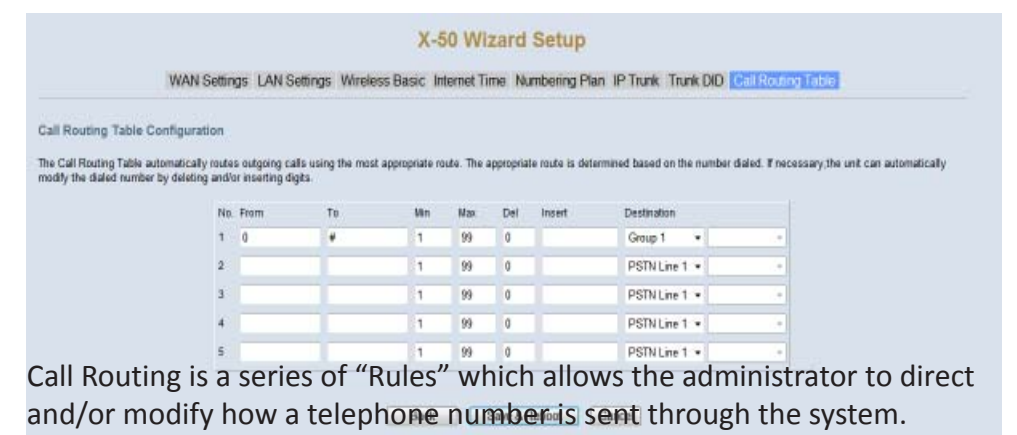 X-50 Wizard Setup
WAN Settings LAN Settings Wireless Basic Internet Time Numbering Plan IP Trunk Trunk DID Call Routing Table
Call Routing Table Configuration
The Call Routing Table automatically routes outgoing calls using the most appropriate route. The appropriate route is determined based on the number dialed. If necessary,the unit can automatically
modify the dialed number by deleting and/or inserting digits.
No. From To Min Max Del Insert Destination
1 0 # 1 99 0 Group 1
2 1 99 0 PSTN Line 1
3 1 99 0 PSTN Line 1
4 1 99 0 PSTN Line 1
5 1 99 0 PSTN Line 1
Call Routing is a series of “Rules” which allows the administrator to direct
and/or modify how a telephone number is sent through the system.